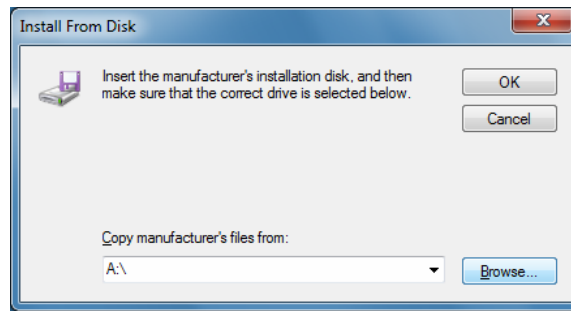 Install From Disk
Insert the manufacturer's installation disk, and then
make sure that the correct drive is selected below.
OK
Cancel
Copy manufacturer's files from:
A:\
Browse...